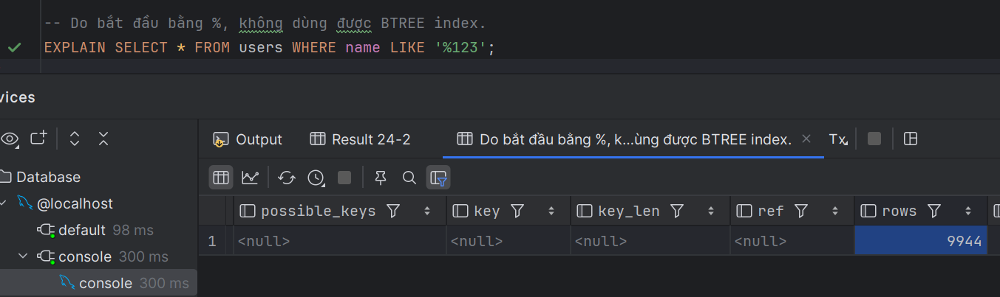 -- Do bắt đầu bằng %, không dùng được BTREE index.
EXPLAIN SELECT * FROM users WHERE name LIKE '%123';
vices
Output
Result 24-2
Do bắt đầu bằng %, k...ùng được BTREE index.
Tx
Database
@localhost
default 98 ms
console 300 ms
console 300 ms
possible_keys
key
key_len
ref
rows
1
<null>
<null>
<null>
<null>
9944